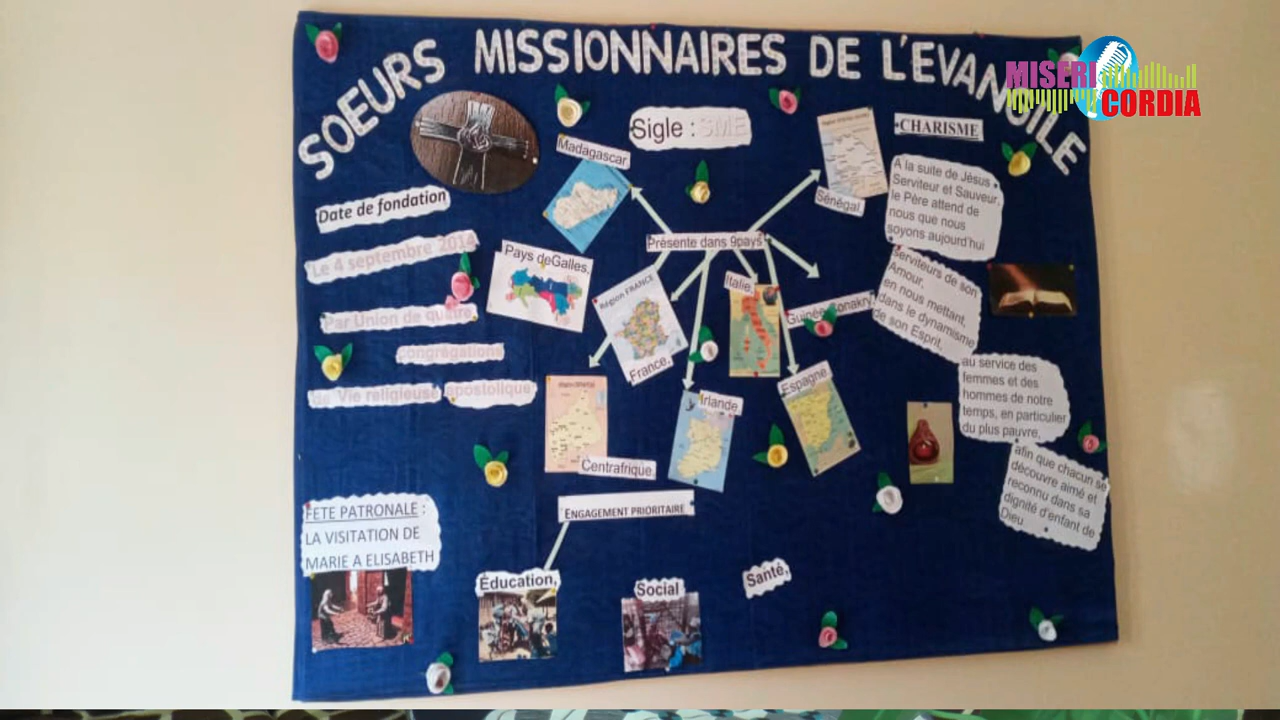 SOEURS MISSIONNAIRES DE L'EVANGILE
MISERI
CORDIA
Sigle : SME
Date de fondation
Le 4 septembre 2014
Par Union de quatre
congrégations
de Vie religieuse apostolique
Présente dans 9pays
Madagascar
Sénégal,
Pays deGalles,
Région FRANCE
France,
Italie,
Guinée Conakry
Centrafrique,
Irlande
Espagne,
•CHARISME
A la suite de Jésus
Serviteur et Sauveur,
le Père attend de
nous que nous
soyons aujourd'hui
serviteurs de son
Amour,
en nous mettant,
dans le dynamisme
de son Esprit,
au service des
femmes et des
hommes de notre
temps, en particulier
du plus pauvre,
afin que chacun se
découvre aimé et
reconnu dans sa
dignité d'enfant de
Dieu
FETE PATRONALE :
LA VISITATION DE
MARIE A ELISABETH
ENGAGEMENT PRIORITAIRE
Éducation,
Social
Santé,